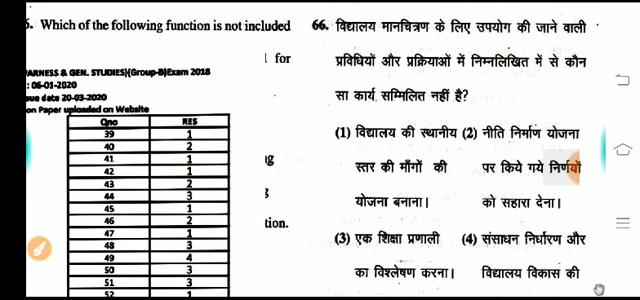 5. Which of the following function is not included
for
ARNESS & GEN. STUDIES)(Group-B)Exam 2018
: 06-01-2020
sue date 20-03-2020
on Paper uploaded on Website
Qno RES
39 1
40 2
41 1
42 1
43 2
44 3
45 1
46 2
47 1
48 3
49 4
50 3
51 3
52 1
tion.
66. विद्यालय मानचित्रण के लिए उपयोग की जाने वाली
प्रविधियों और प्रक्रियाओं में निम्नलिखित में से कौन
सा कार्य सम्मिलित नहीं है?
(1) विद्यालय की स्थानीय (2) नीति निर्माण योजना
स्तर की माँगों की पर किये गये निर्णयों
योजना बनाना। को सहारा देना।
(3) एक शिक्षा प्रणाली (4) संसाधन निर्धारण और
का विश्लेषण करना। विद्यालय विकास की